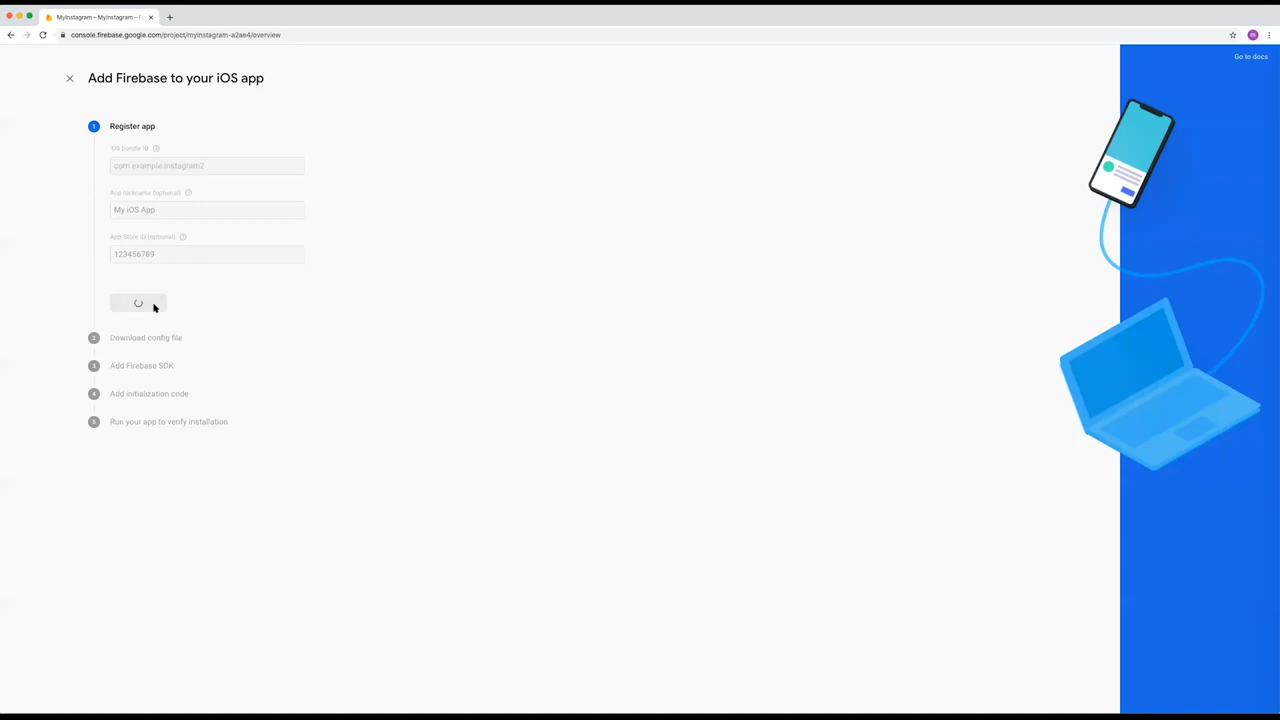 MyInstagram – MyInstagram – F
console.firebase.google.com/project/myinstagram-a2ae4/overview
m
Go to docs
Add Firebase to your iOS app
1 Register app
iOS bundle ID
com.example.instagram2
App nickname (optional)
My iOS App
App Store ID (optional)
123456789
2 Download config file
3 Add Firebase SDK
4 Add initialization code
5 Run your app to verify installation